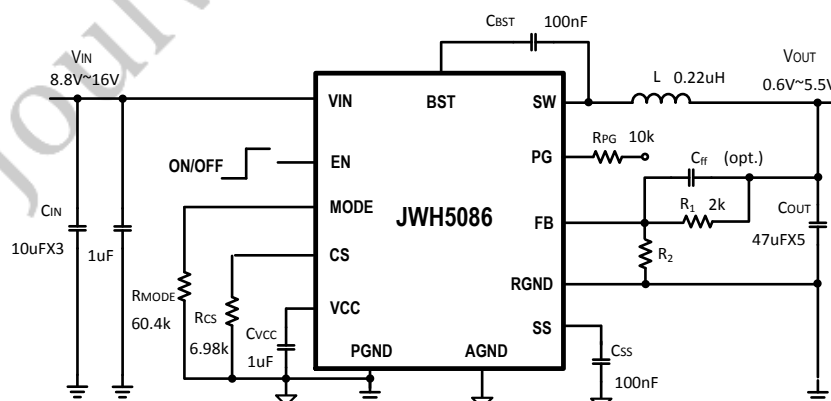 CBST 100nF
VIN
8.8V~16V
VOUT
0.6V~5.5V
L 0.22uH
VIN
BST
SW
RPG 10k
PG
ON/OFF
EN
Cff (opt.)
MODE
JWH5086
FB
R1 2k
CIN
10uFX3
1uF
COUT
47uFX5
CS
R2
RGND
RMODE
60.4k
RCS
6.98k
CVCC
1uF
VCC
SS
PGND
AGND
CSS
100nF
Jour